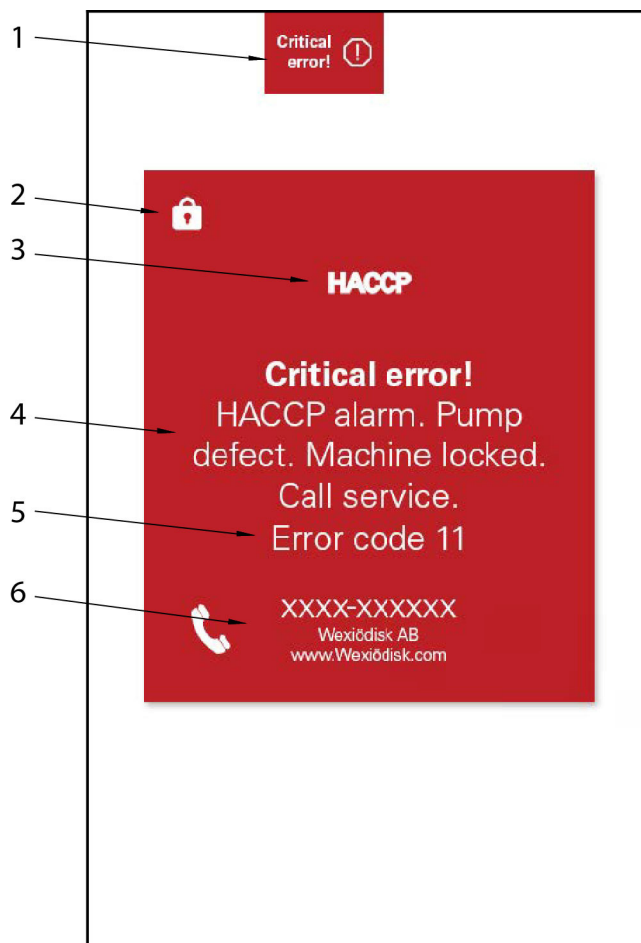 1
Critical
error!
2
3
HACCP
Critical error!
4
HACCP alarm. Pump
defect. Machine locked.
Call service.
5
Error code 11
6
XXXX-XXXXXX
Wexiödisk AB
www.Wexiödisk.com